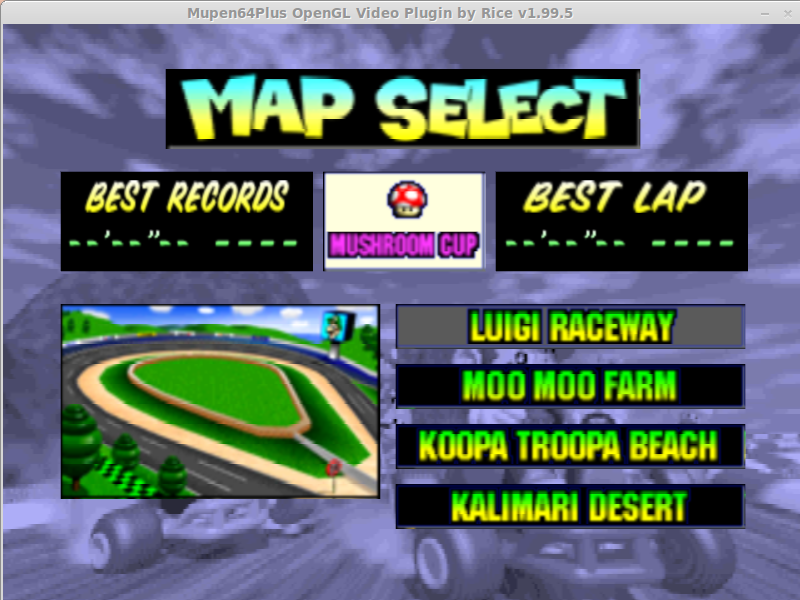 Mupen64Plus OpenGL Video Plugin by Rice v1.99.5
MAP SELECT
BEST RECORDS
--'--"-- ----
MUSHROOM CUP
BEST LAP
--'--"-- ----
LUIGI RACEWAY
MOO MOO FARM
KOOPA TROOPA BEACH
KALIMARI DESERT